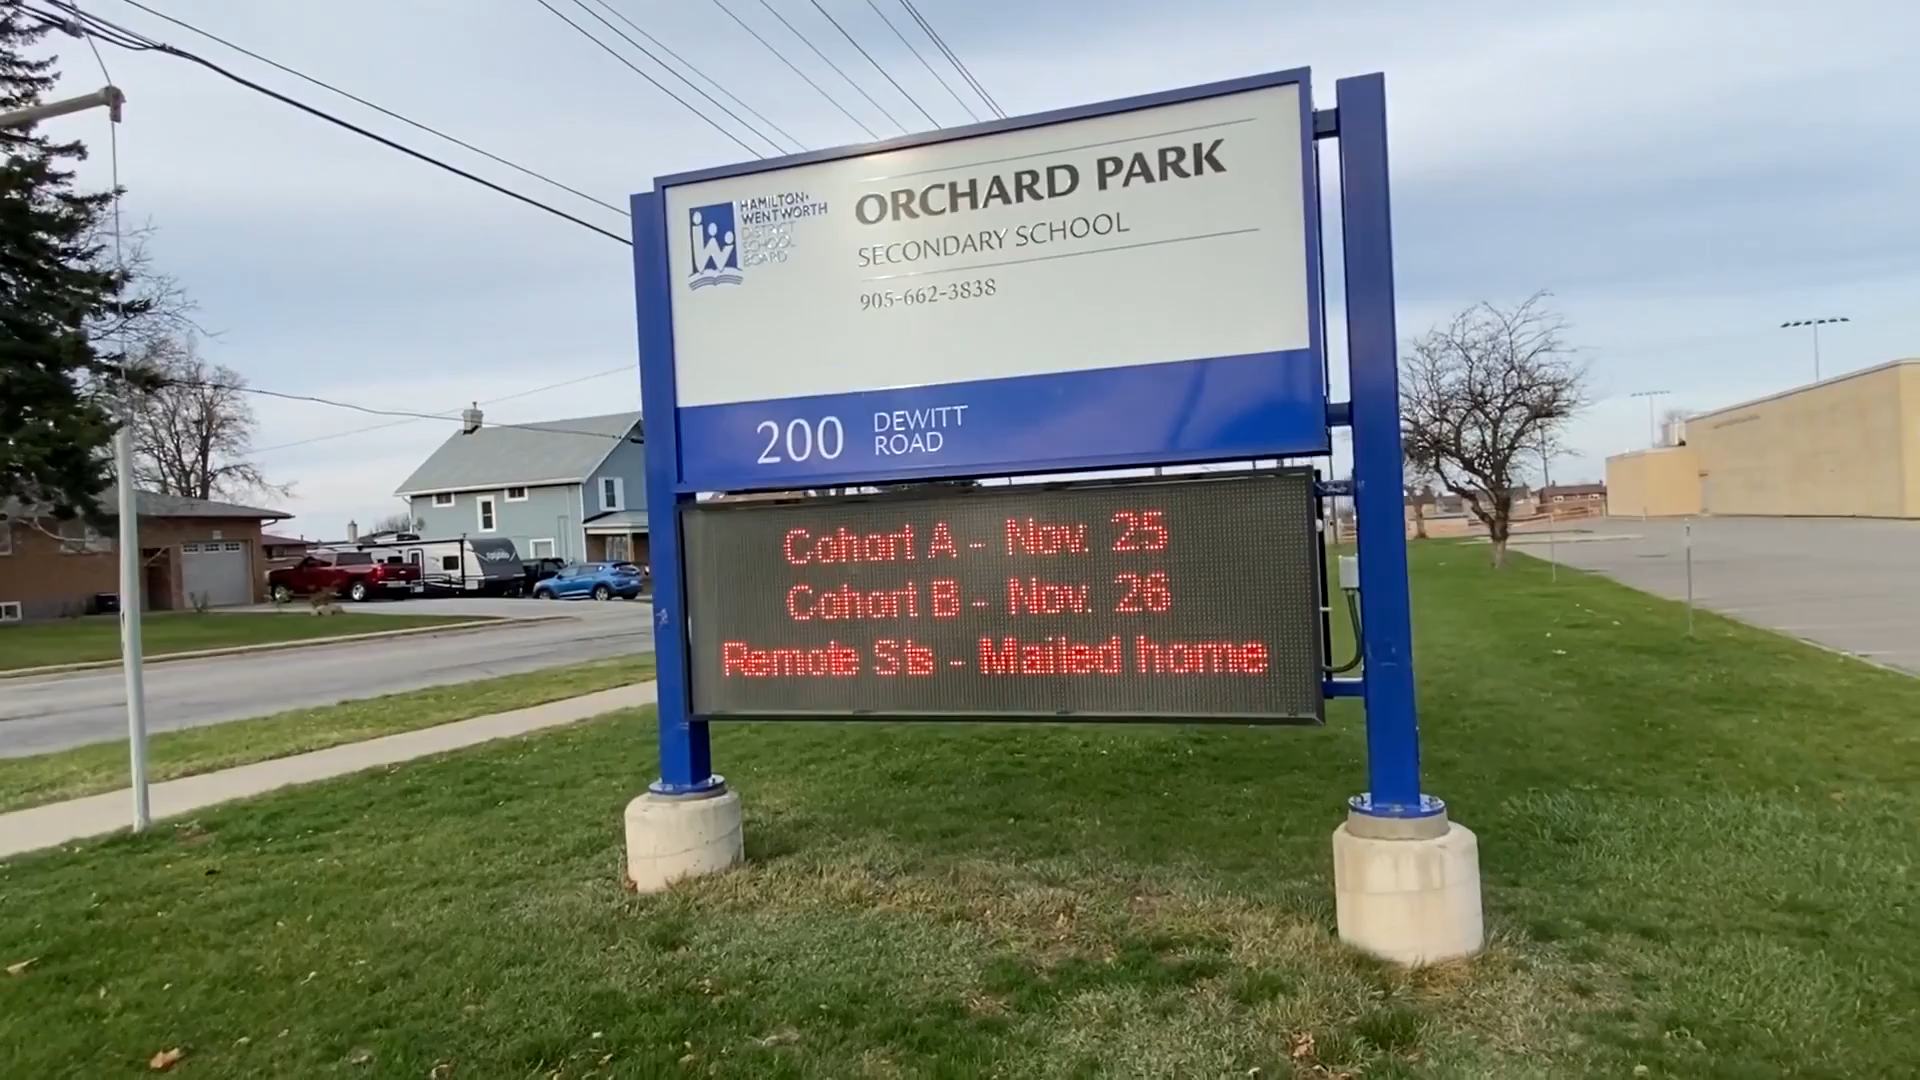 HAMILTON-
WENTWORTH
DISTRICT
SCHOOL
BOARD
ORCHARD PARK
SECONDARY SCHOOL
905-662-3838
200
DEWITT
ROAD
Cohort A - Nov. 25
Cohort B - Nov. 26
Remote Sts - Mailed home